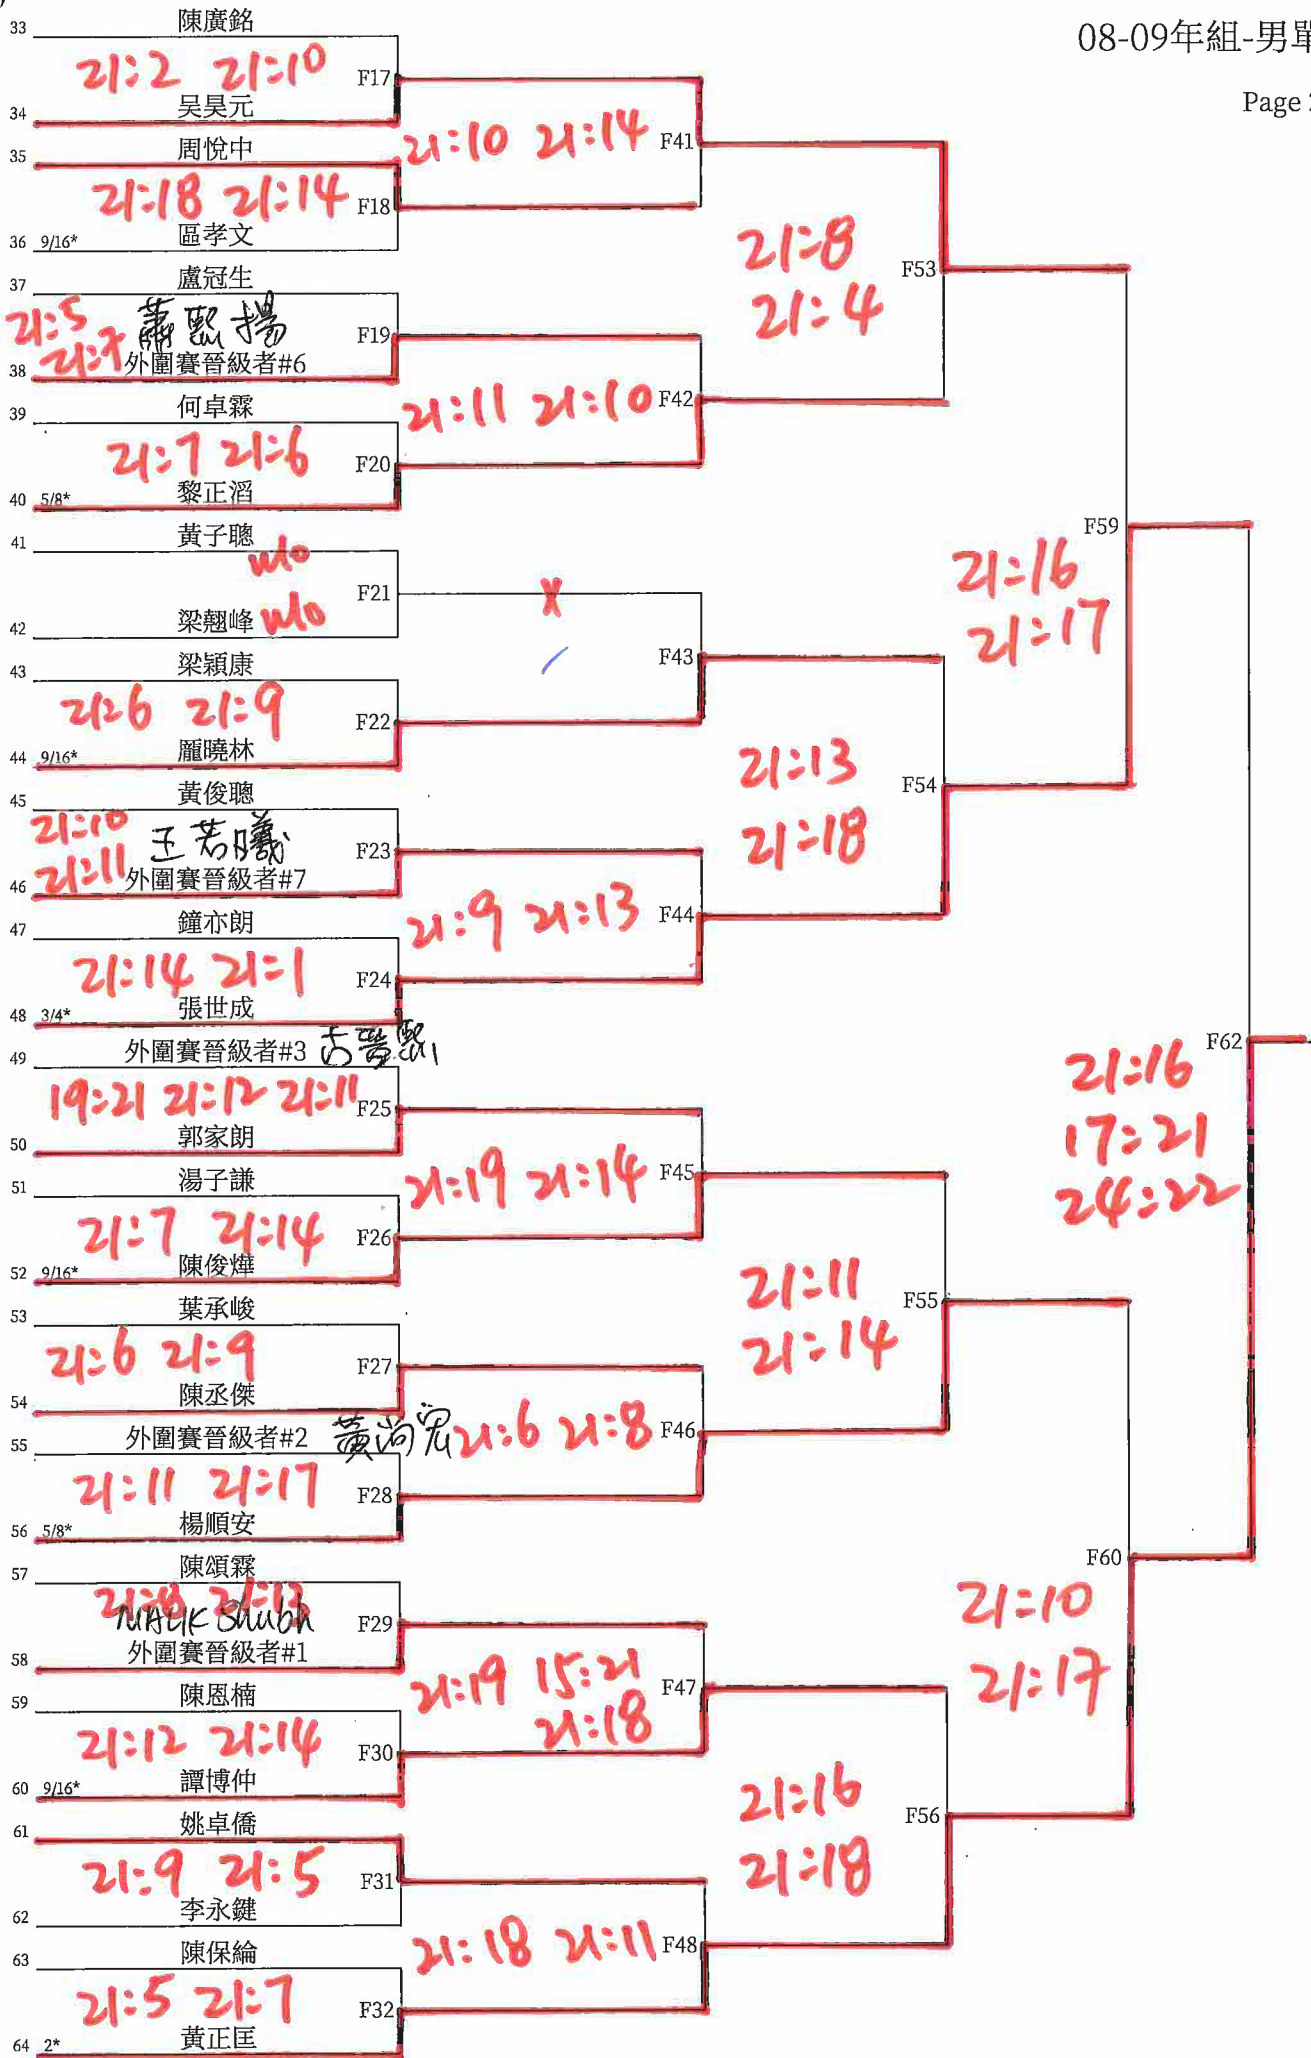 08-09年組-男單
Page 2
33 陳廣銘
21:2 21:10 F17
34 吴昊元
35 周悅中
21:10 21:14 F41
21:18 21:14 F18
36 9/16* 區孝文
21:8
21:4
F53
37 盧冠生
21:5 蕭熙揚 F19
21:7
38 外圍賽晉級者#6
39 何卓霖
21:11 21:10 F42
21:7 21:6 F20
40 5/8* 黎正滔
41 黃子聰
w/o
F59
21:16
21:17
F21 X
42 梁翹峰 w/o
43 梁穎康
F43
21:6 21:9 F22
44 9/16* 龎曉林
21:13
21:18
F54
45 黃俊聰
21:10 王若曦 F23
21:11
46 外圍賽晉級者#7
47 鐘亦朗
21:9 21:13 F44
21:14 21:1 F24
48 3/4* 張世成
49 外圍賽晉級者#3 古晉熙
F62
21:16
17:21
24:22
19:21 21:12 21:11 F25
50 郭家朗
51 湯子謙
21:19 21:14 F45
21:7 21:14 F26
52 9/16* 陳俊燁
21:11
21:14
F55
53 葉承峻
21:6 21:9 F27
54 陳丞傑
55 外圍賽晉級者#2 黃尚宏
21:6 21:8 F46
21:11 21:17 F28
56 5/8* 楊順安
57 陳頌霖
F60
21:10
21:17
MALIK Shubh F29
58 外圍賽晉級者#1
59 陳恩楠
21:19 15:21 F47
21:18
21:12 21:14 F30
60 9/16* 譚博仲
21:16
21:18
F56
61 姚卓僑
21:9 21:5 F31
62 李永鍵
63 陳保綸
21:18 21:11 F48
21:5 21:7 F32
64 2* 黃正匡